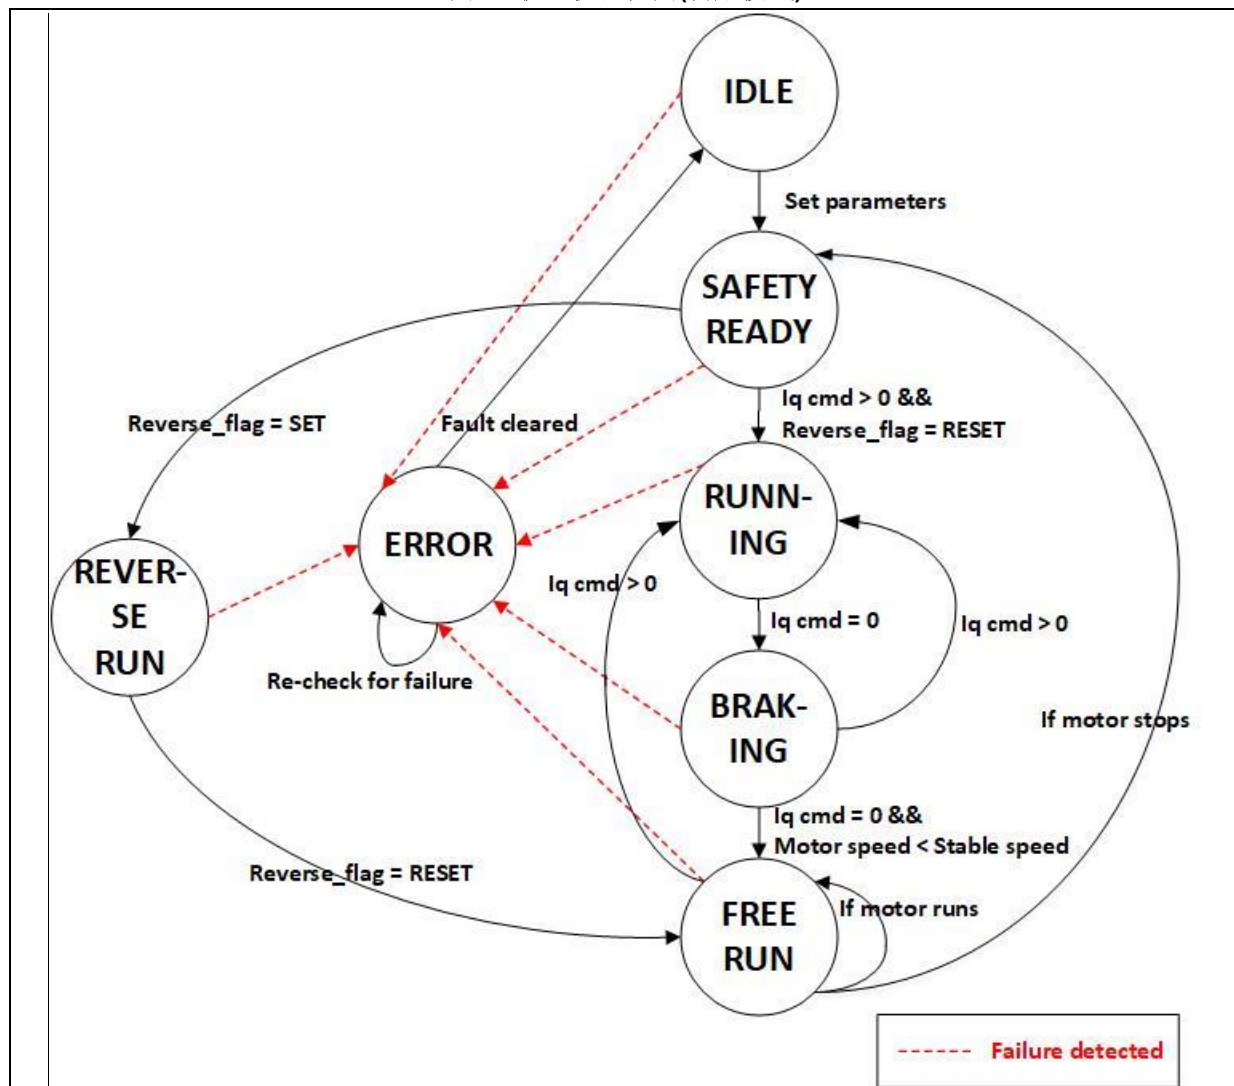 IDLE
Set parameters
SAFETY
READY
Iq cmd > 0 &&
Reverse_flag = RESET
Reverse_flag = SET
Fault cleared
RUNN-
ING
ERROR
REVER-
SE
RUN
Iq cmd > 0
Iq cmd = 0
Iq cmd > 0
Re-check for failure
BRAK-
ING
If motor stops
Iq cmd = 0 &&
Motor speed < Stable speed
Reverse_flag = RESET
If motor runs
FREE
RUN
Failure detected